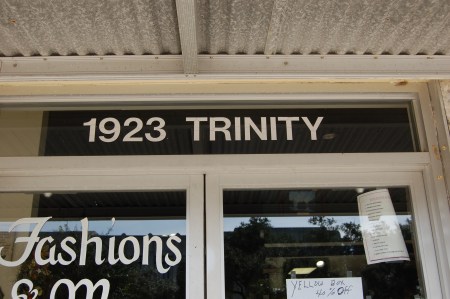 1923 TRINITY
Fashions
& M
YELLOW BOX
40% OFF